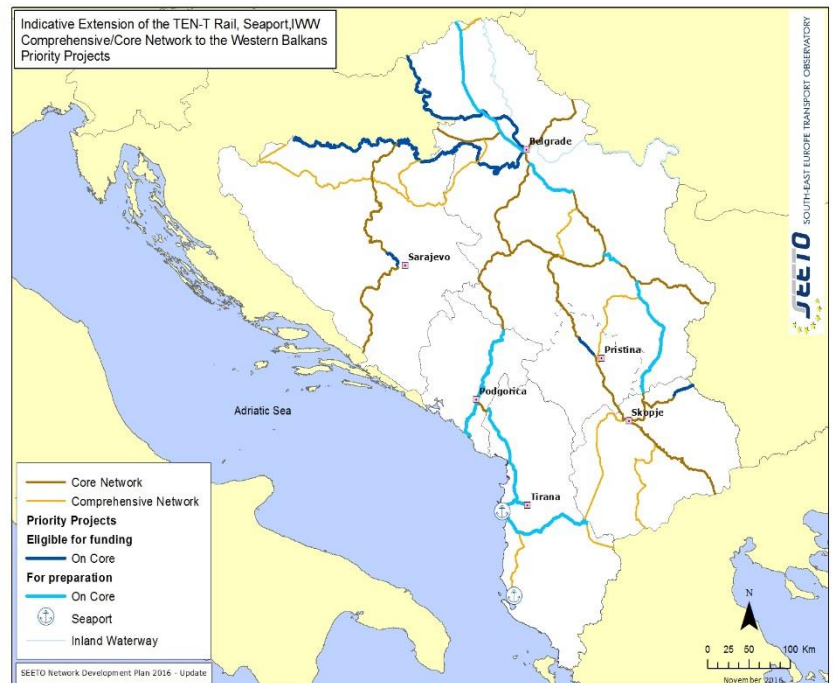 Indicative Extension of the TEN-T Rail, Seaport,IWW
Comprehensive/Core Network to the Western Balkans
Priority Projects
SEETO SOUTH-EAST EUROPE TRANSPORT OBSERVATORY
Belgrade
Sarajevo
Pristina
Podgorica
Skopje
Adriatic Sea
Tirana
Core Network
Comprehensive Network
Priority Projects
Eligible for funding
On Core
For preparation
On Core
Seaport
Inland Waterway
SEETO Network Development Plan 2016 - Update
N
0 25 50 100 Km
November 2016